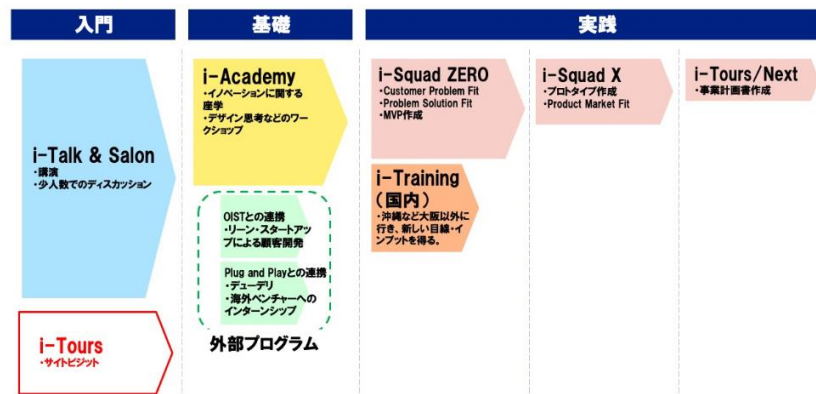 入門
基礎
実践
i-Talk & Salon
・講演
・少人数でのディスカッション
i-Tours
・サイトビジット
i-Academy
・イノベーションに関する
座学
・デザイン思考などのワー
クショップ
OISTとの連携
・リーン・スタートアッ
プによる顧客開発
Plug and Playとの連携
・デューデリ
・海外ベンチャーへの
インターンシップ
外部プログラム
i-Squad ZERO
・Customer Problem Fit
・Problem Solution Fit
・MVP作成
i-Training
(国内)
・沖縄など大阪以外に
行き、新しい目線・イ
ンプットを得る。
i-Squad X
・プロトタイプ作成
・Product Market Fit
i-Tours/Next
・事業計画書作成